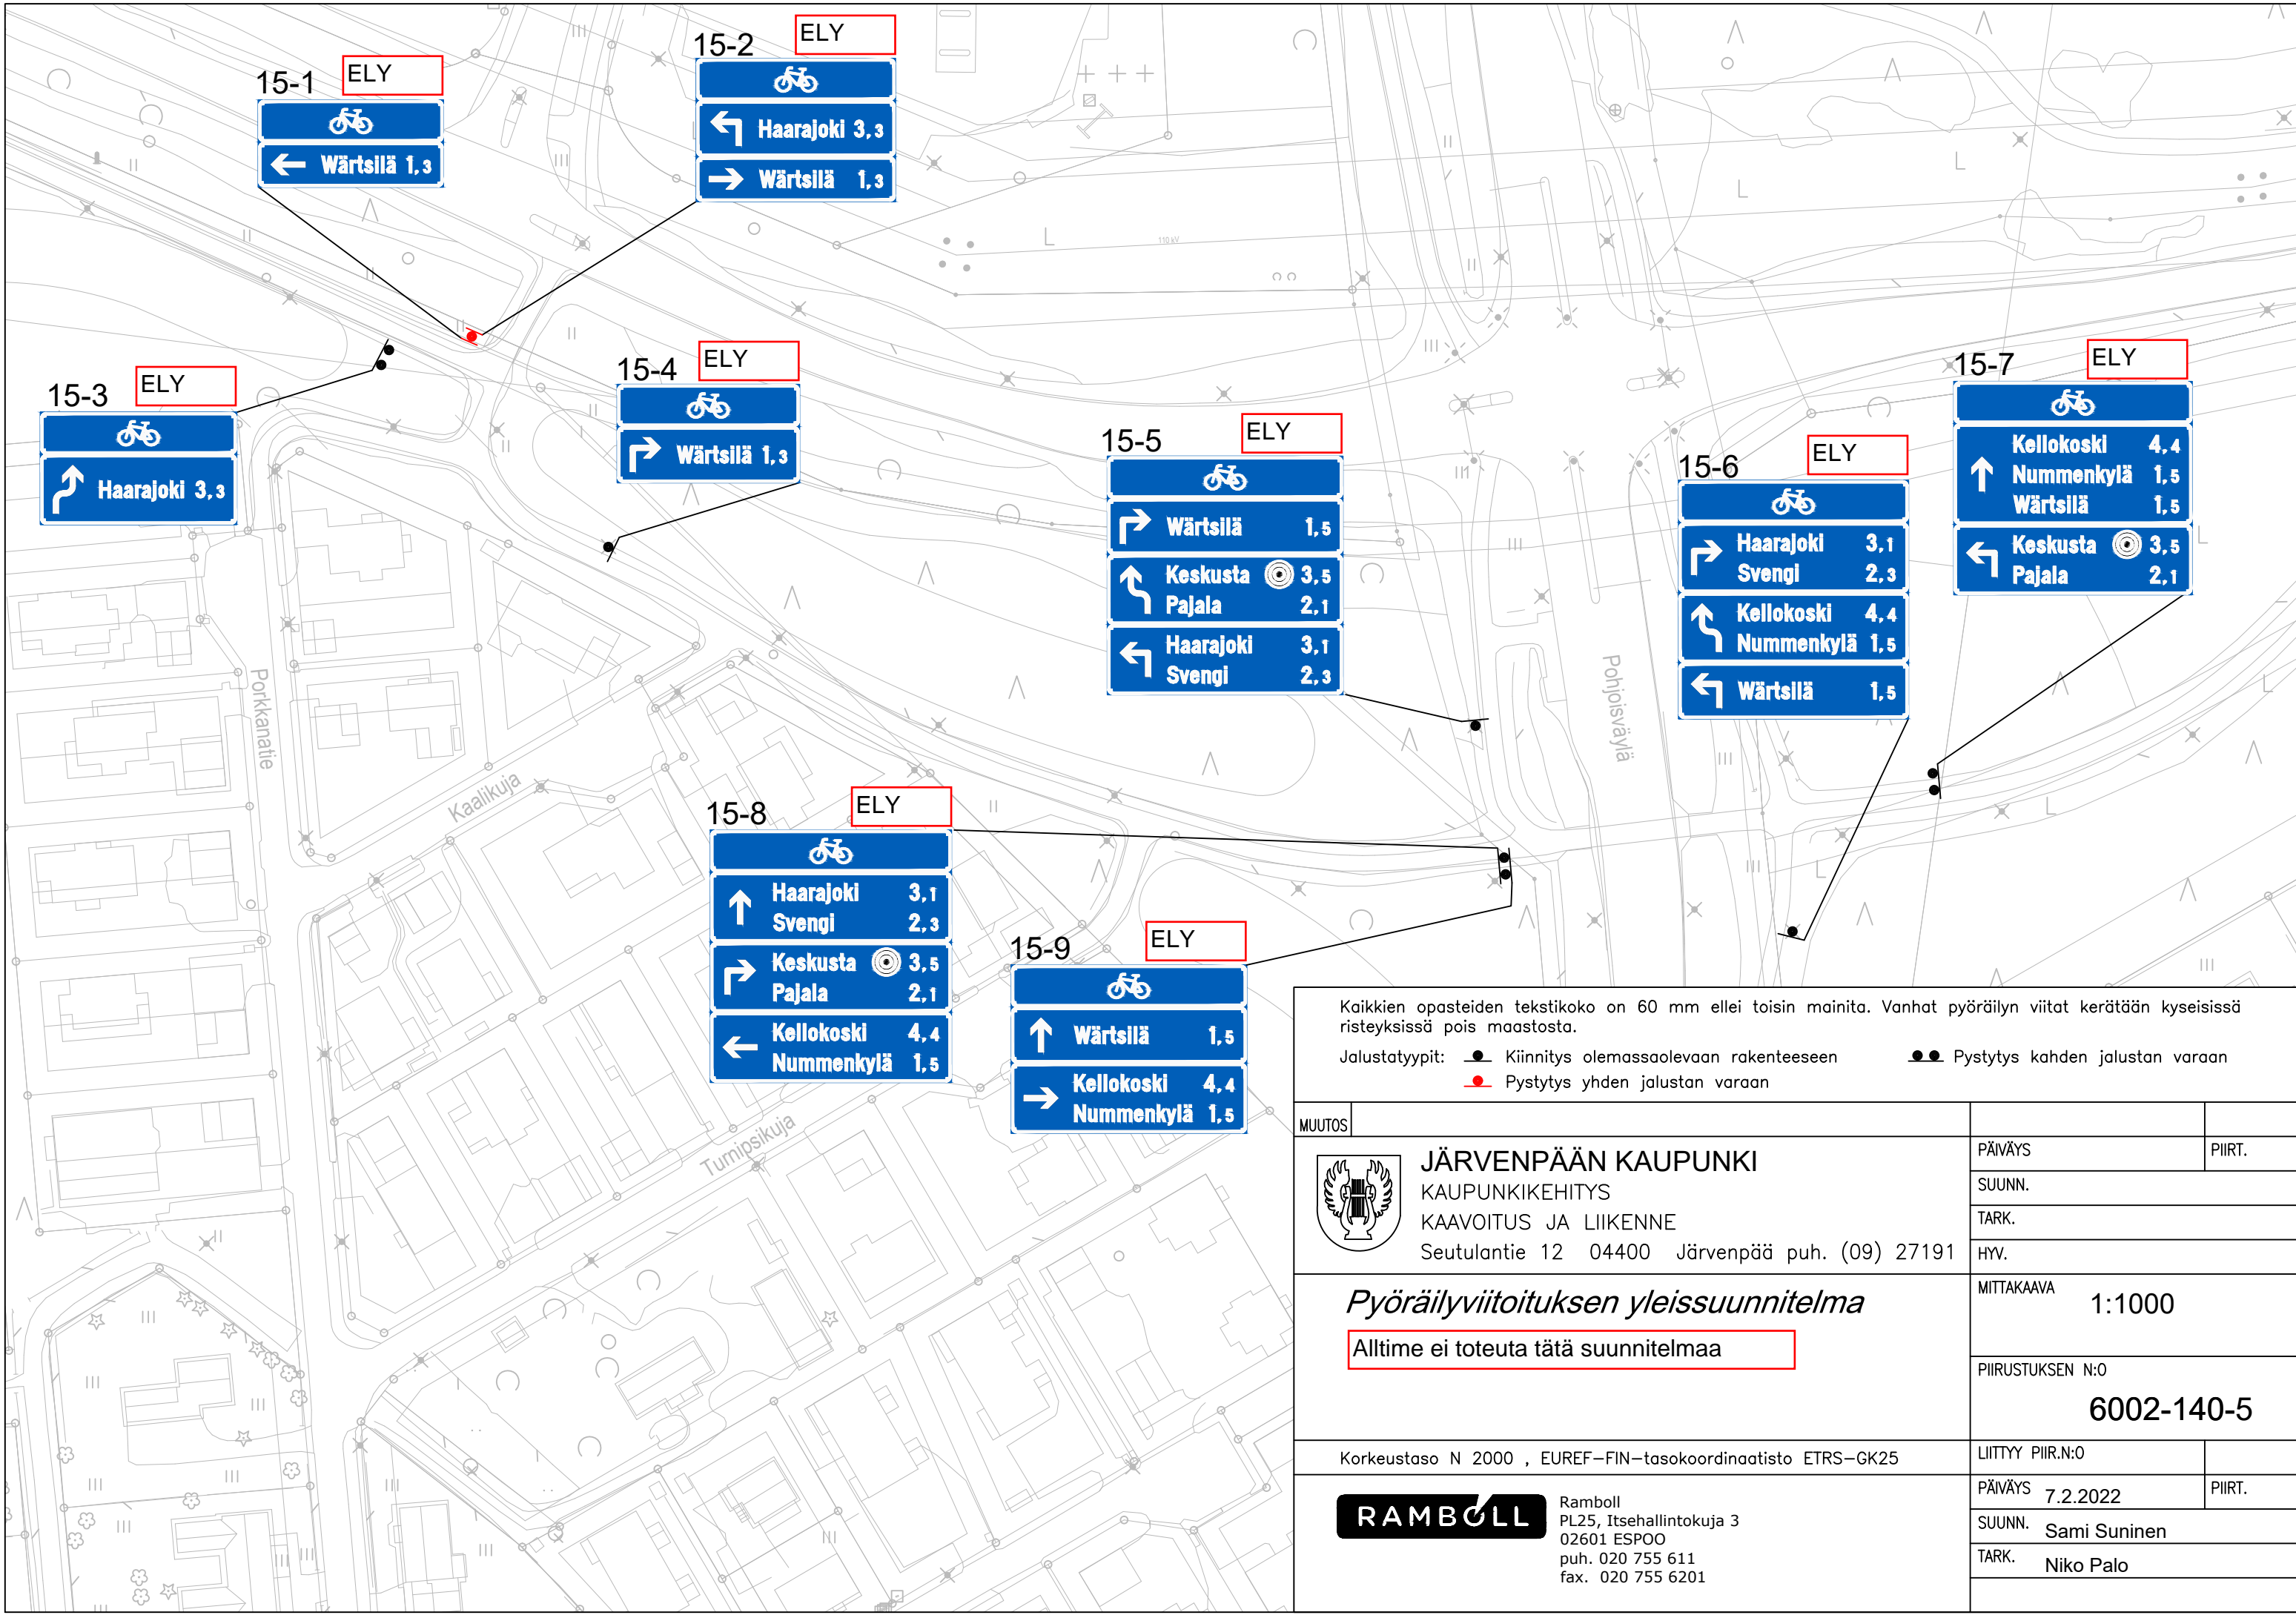 15-1
ELY
Wärtsilä 1,3
15-2
ELY
Haarajoki 3,3
Wärtsilä 1,3
15-3
ELY
Haarajoki 3,3
15-4
ELY
Wärtsilä 1,3
15-5
ELY
Wärtsilä 1,5
Keskusta 3,5
Pajala 2,1
Haarajoki 3,1
Svengi 2,3
15-6
ELY
Haarajoki 3,1
Svengi 2,3
Kellokoski 4,4
Nummenkylä 1,5
Wärtsilä 1,5
15-7
ELY
Kellokoski 4,4
Nummenkylä 1,5
Wärtsilä 1,5
Keskusta 3,5
Pajala 2,1
15-8
ELY
Haarajoki 3,1
Svengi 2,3
Keskusta 3,5
Pajala 2,1
Kellokoski 4,4
Nummenkylä 1,5
15-9
ELY
Wärtsilä 1,5
Kellokoski 4,4
Nummenkylä 1,5
110 kV
Porkkanatie
Kaalikuja
Turnipsikuja
Pohjoisväylä
Kaikkien opasteiden tekstikoko on 60 mm ellei toisin mainita. Vanhat pyöräilyn viitat kerätään kyseisissä
risteyksissä pois maastosta.
Jalustatyypit: Kiinnitys olemassaolevaan rakenteeseen Pystytys kahden jalustan varaan
Pystytys yhden jalustan varaan
MUUTOS
JÄRVENPÄÄN KAUPUNKI
KAUPUNKIKEHITYS
KAAVOITUS JA LIIKENNE
Seutulantie 12 04400 Järvenpää puh. (09) 27191
PÄIVÄYS PIIRT.
SUUNN.
TARK.
HYV.
Pyöräilyviitoituksen yleissuunnitelma
Alltime ei toteuta tätä suunnitelmaa
MITTAKAAVA
1:1000
PIIRUSTUKSEN N:O
6002-140-5
Korkeustaso N 2000 , EUREF-FIN-tasokoordinaatisto ETRS-GK25
LIITTYY PIIR.N:O
RAMBOLL
Ramboll
PL25, Itsehallintokuja 3
02601 ESPOO
puh. 020 755 611
fax. 020 755 6201
PÄIVÄYS 7.2.2022 PIIRT.
SUUNN. Sami Suninen
TARK. Niko Palo